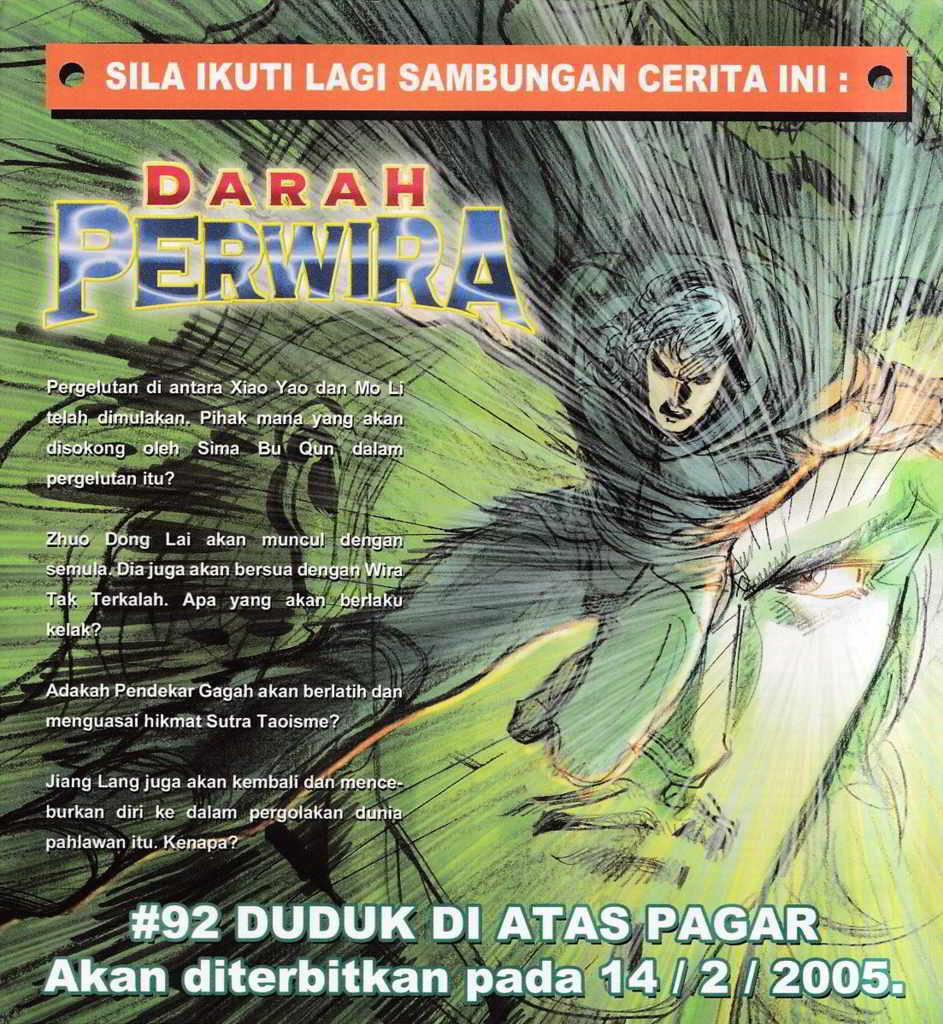 SILA IKUTI LAGI SAMBUNGAN CERITA INI :
DARAH
PERWIRA
Pergelutan di antara Xiao Yao dan Mo Li
telah dimulakan. Pihak mana yang akan
disokong oleh Sima Bu Qun dalam
pergelutan itu?
Zhuo Dong Lai akan muncul dengan
semula. Dia juga akan bersua dengan Wira
Tak Terkalah. Apa yang akan berlaku
kelak?
Adakah Pendekar Gagah akan berlatih dan
menguasai hikmat Sutra Taoisme?
Jiang Lang juga akan kembali dan mence-
burkan diri ke dalam pergolakan dunia
pahlawan itu. Kenapa?
#92 DUDUK DI ATAS PAGAR
Akan diterbitkan pada 14 / 2 / 2005.